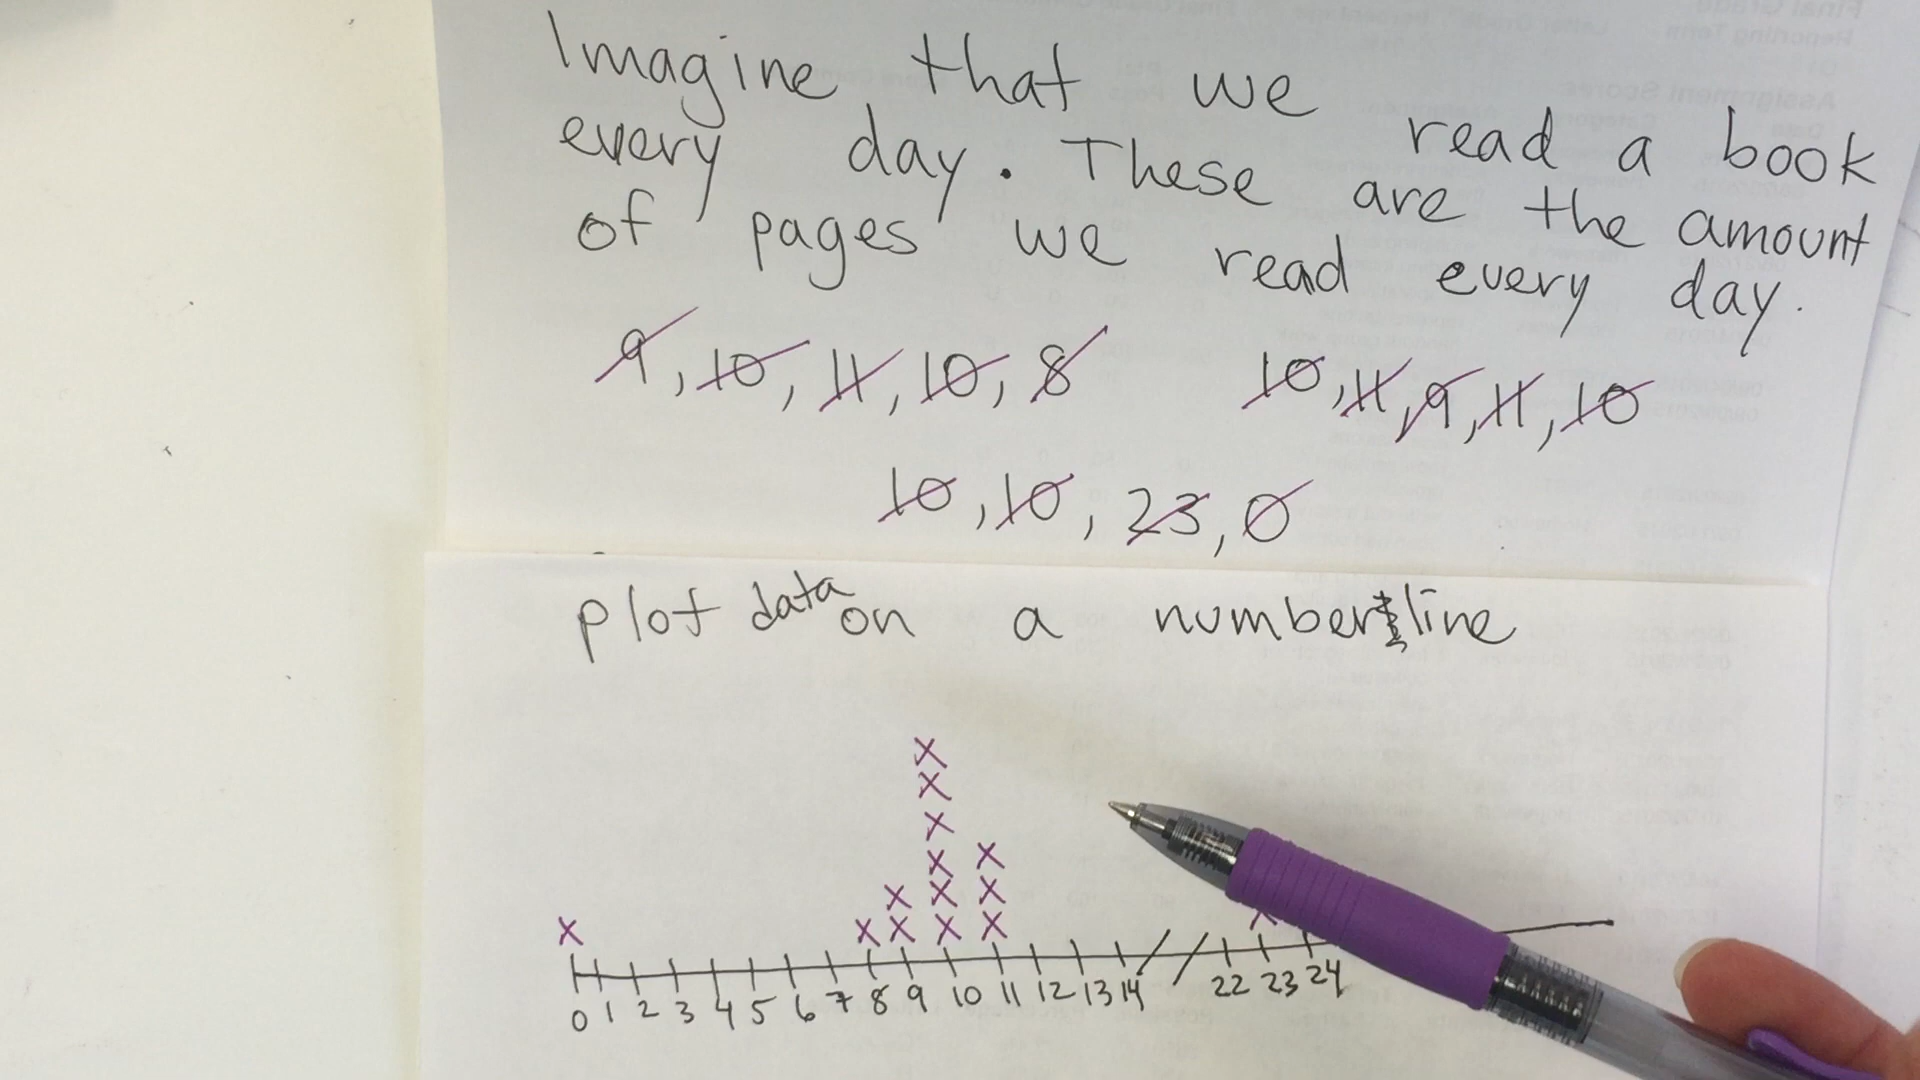 Imagine that we read a book
every day. These are the amount
of pages we read every day.
9, 10, 11, 10, 8 10, 11, 9, 11, 10
10, 10, 23, 0
plot data on a number line
0 1 2 3 4 5 6 7 8 9 10 11 12 13 14 22 23 24